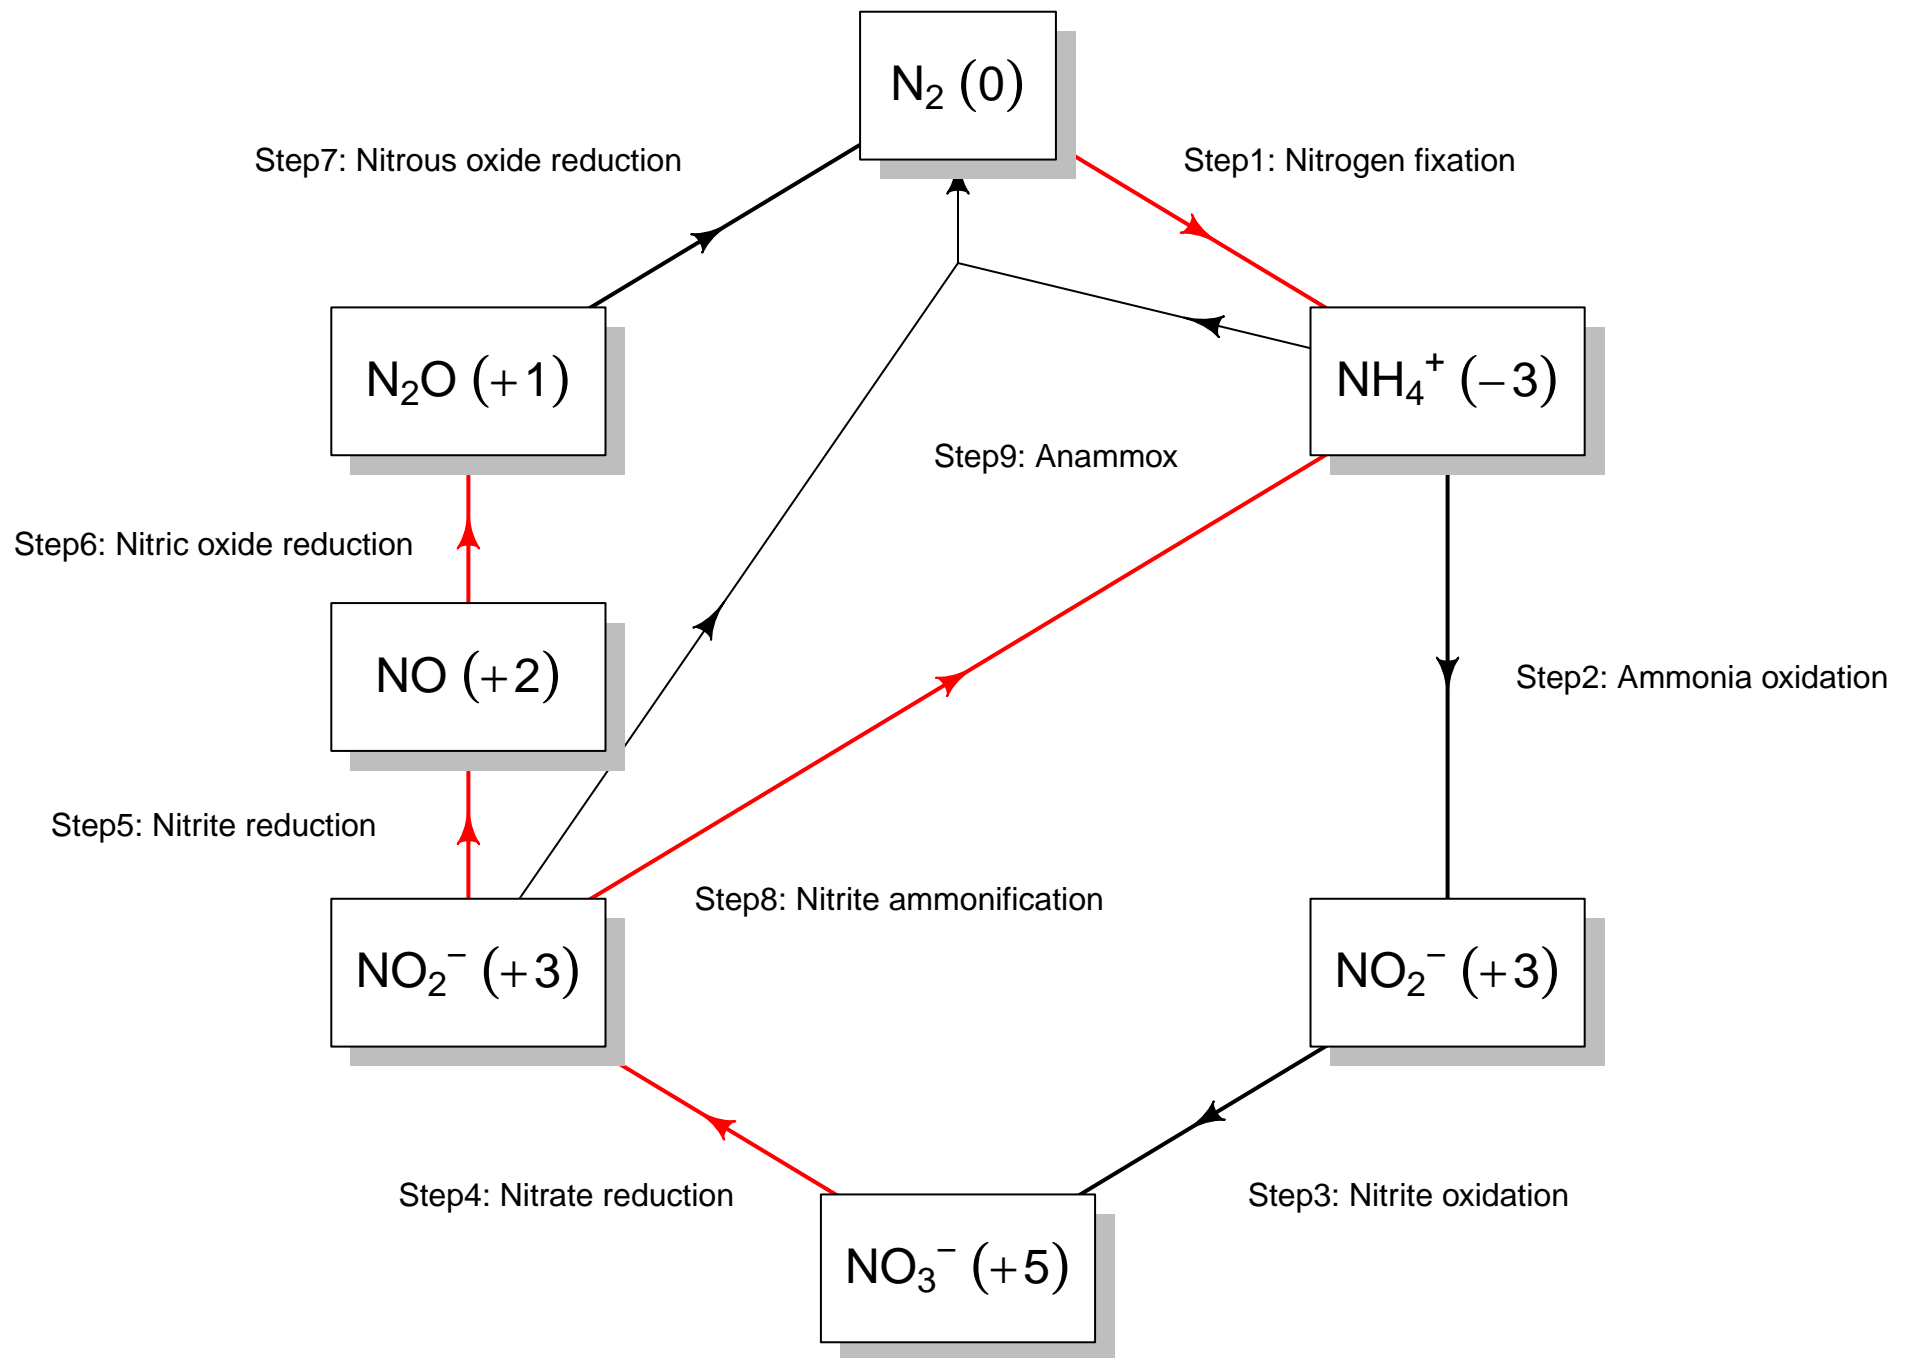 N₂ (0)
Step7: Nitrous oxide reduction
Step1: Nitrogen fixation
N₂O (+1)
NH₄⁺ (−3)
Step9: Anammox
Step6: Nitric oxide reduction
NO (+2)
Step2: Ammonia oxidation
Step5: Nitrite reduction
Step8: Nitrite ammonification
NO₂⁻ (+3)
NO₂⁻ (+3)
Step4: Nitrate reduction
Step3: Nitrite oxidation
NO₃⁻ (+5)